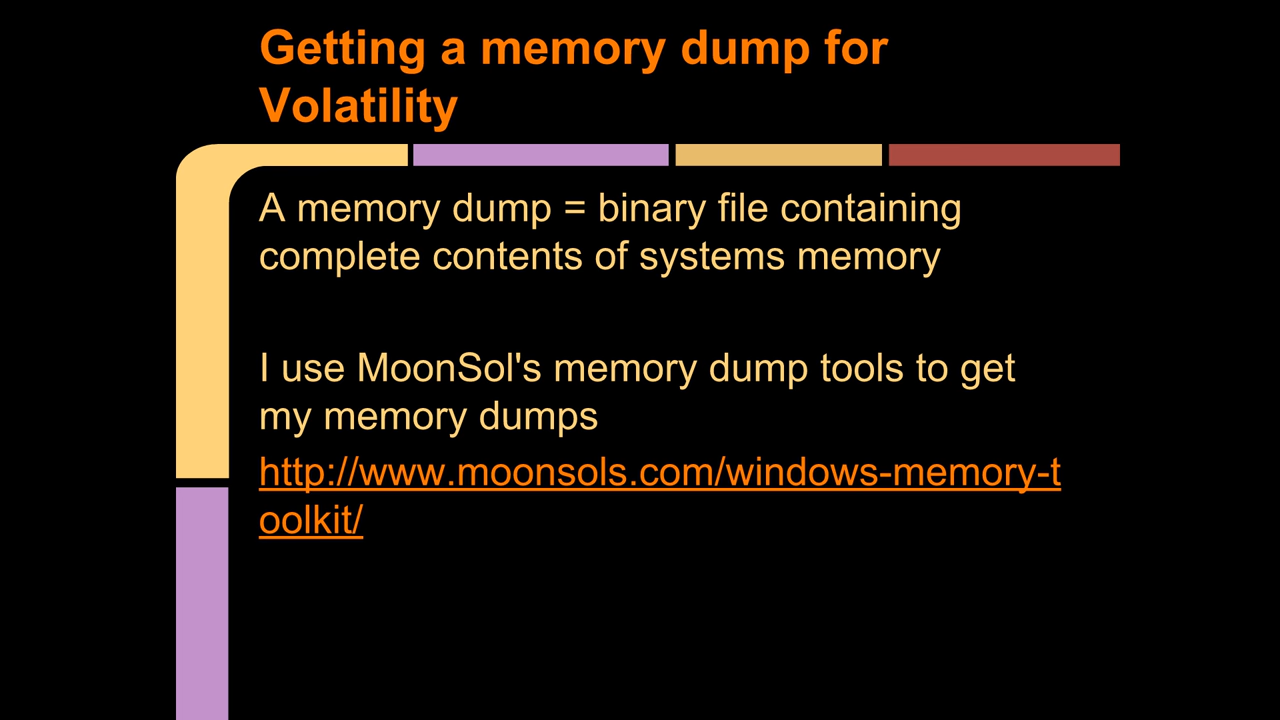 Getting a memory dump for
Volatility
A memory dump = binary file containing
complete contents of systems memory
I use MoonSol's memory dump tools to get
my memory dumps
http://www.moonsols.com/windows-memory-t
oolkit/